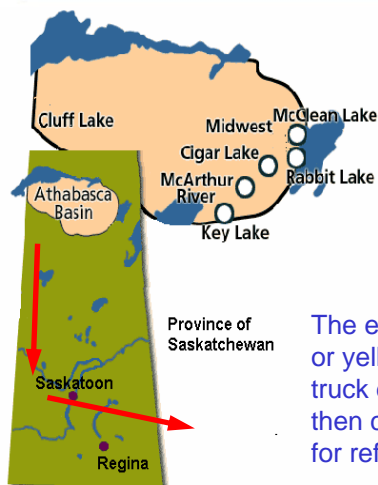 McClean Lake
Midwest
Cluff Lake
Cigar Lake
McArthur
River
Rabbit Lake
Key Lake
Athabasca
Basin
Province of
Saskatchewan
Saskatoon
Regina
The e
or yell
truck
then
for ref